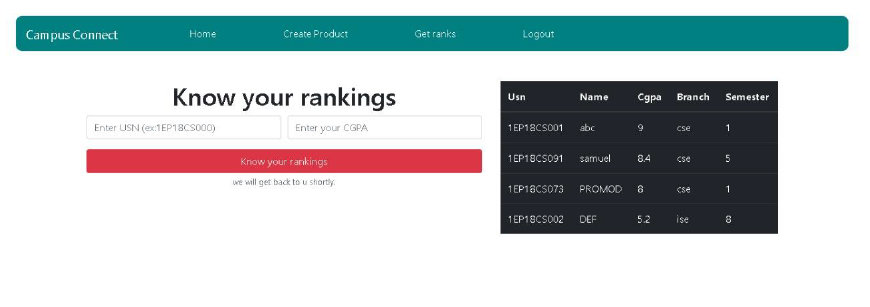 Campus Connect Home Create Product Get ranks Logout
Know your rankings
Enter USN (ex:1EP18CS000) Enter your CGPA
Know your rankings
we will get back to u shortly.
Usn Name Cgpa Branch Semester
1EP18CS001 abc 9 cse 1
1EP18CS091 samuel 8.4 cse 5
1EP18CS073 PROMOD 8 cse 1
1EP18CS002 DEF 5.2 ise 8